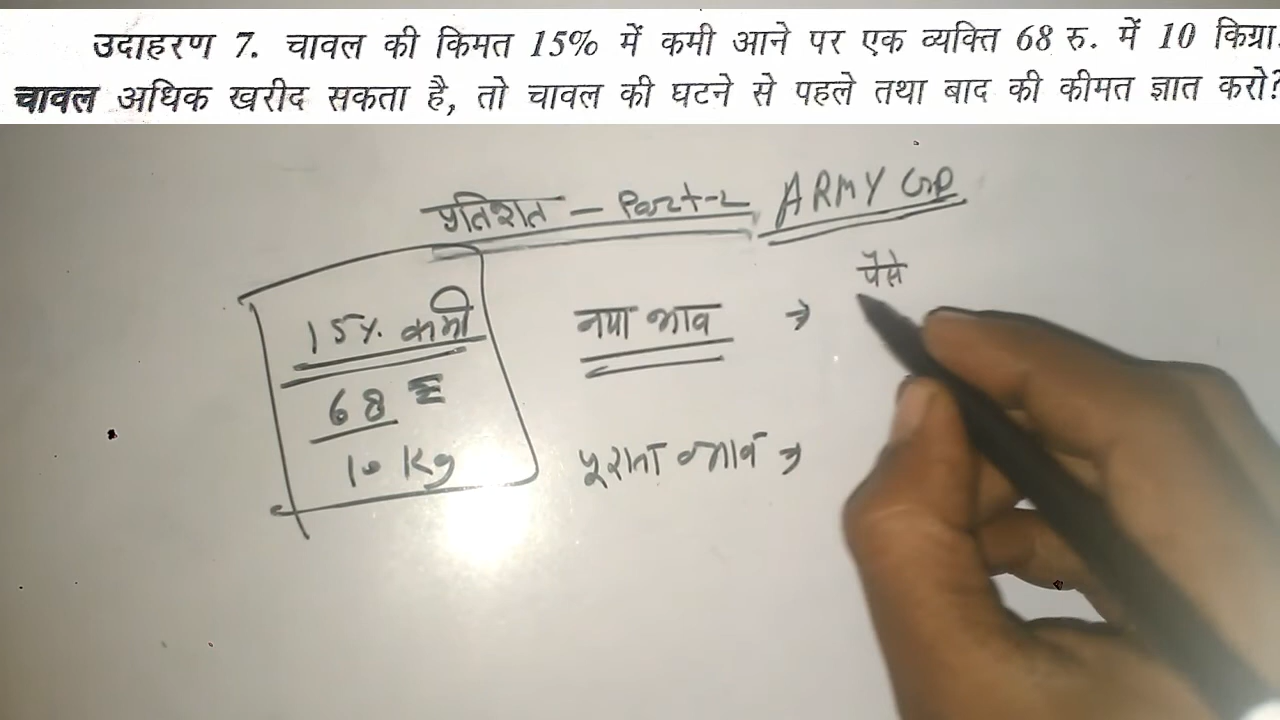 उदाहरण 7. चावल की किमत 15% में कमी आने पर एक व्यक्ति 68 रु. में 10 किग्रा.
चावल अधिक खरीद सकता है, तो चावल की घटने से पहले तथा बाद की कीमत ज्ञात करो?
प्रतिशत – Part-2 ARMY GD
पैसे
15% कमी
नया भाव →
68 रु
10 Kg
पुराना भाव →